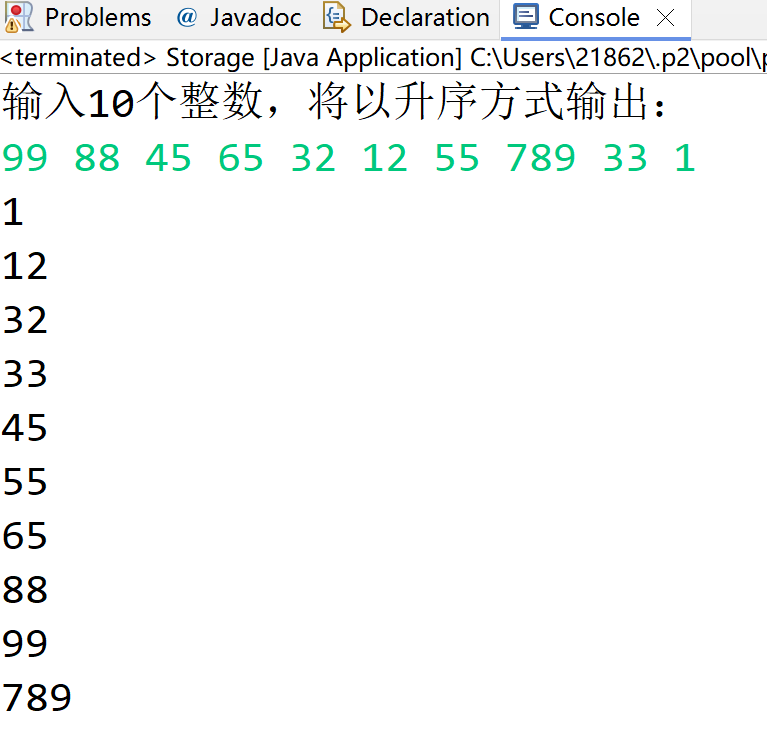 Problems @ Javadoc Declaration Console
<terminated> Storage [Java Application] C:\Users\21862\.p2\pool\p
输入10个整数，将以升序方式输出：
99 88 45 65 32 12 55 789 33 1
1
12
32
33
45
55
65
88
99
789